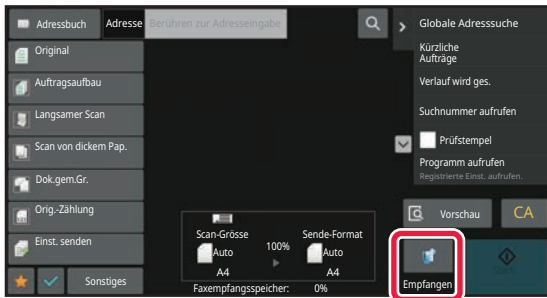 Adressbuch
Adresse
Berühren zur Adresseingabe
Original
Auftragsaufbau
Langsamer Scan
Scan von dickem Pap.
Dok.gem.Gr.
Orig.-Zählung
Einst. senden
Sonstiges
Scan-Grösse
Auto
A4
100%
Sende-Format
Auto
A4
Faxempfangsspeicher: 0%
Globale Adresssuche
Kürzliche
Aufträge
Verlauf wird ges.
Suchnummer aufrufen
Prüfstempel
Programm aufrufen
Registrierte Einst. aufrufen.
Vorschau
CA
Empfangen
Start